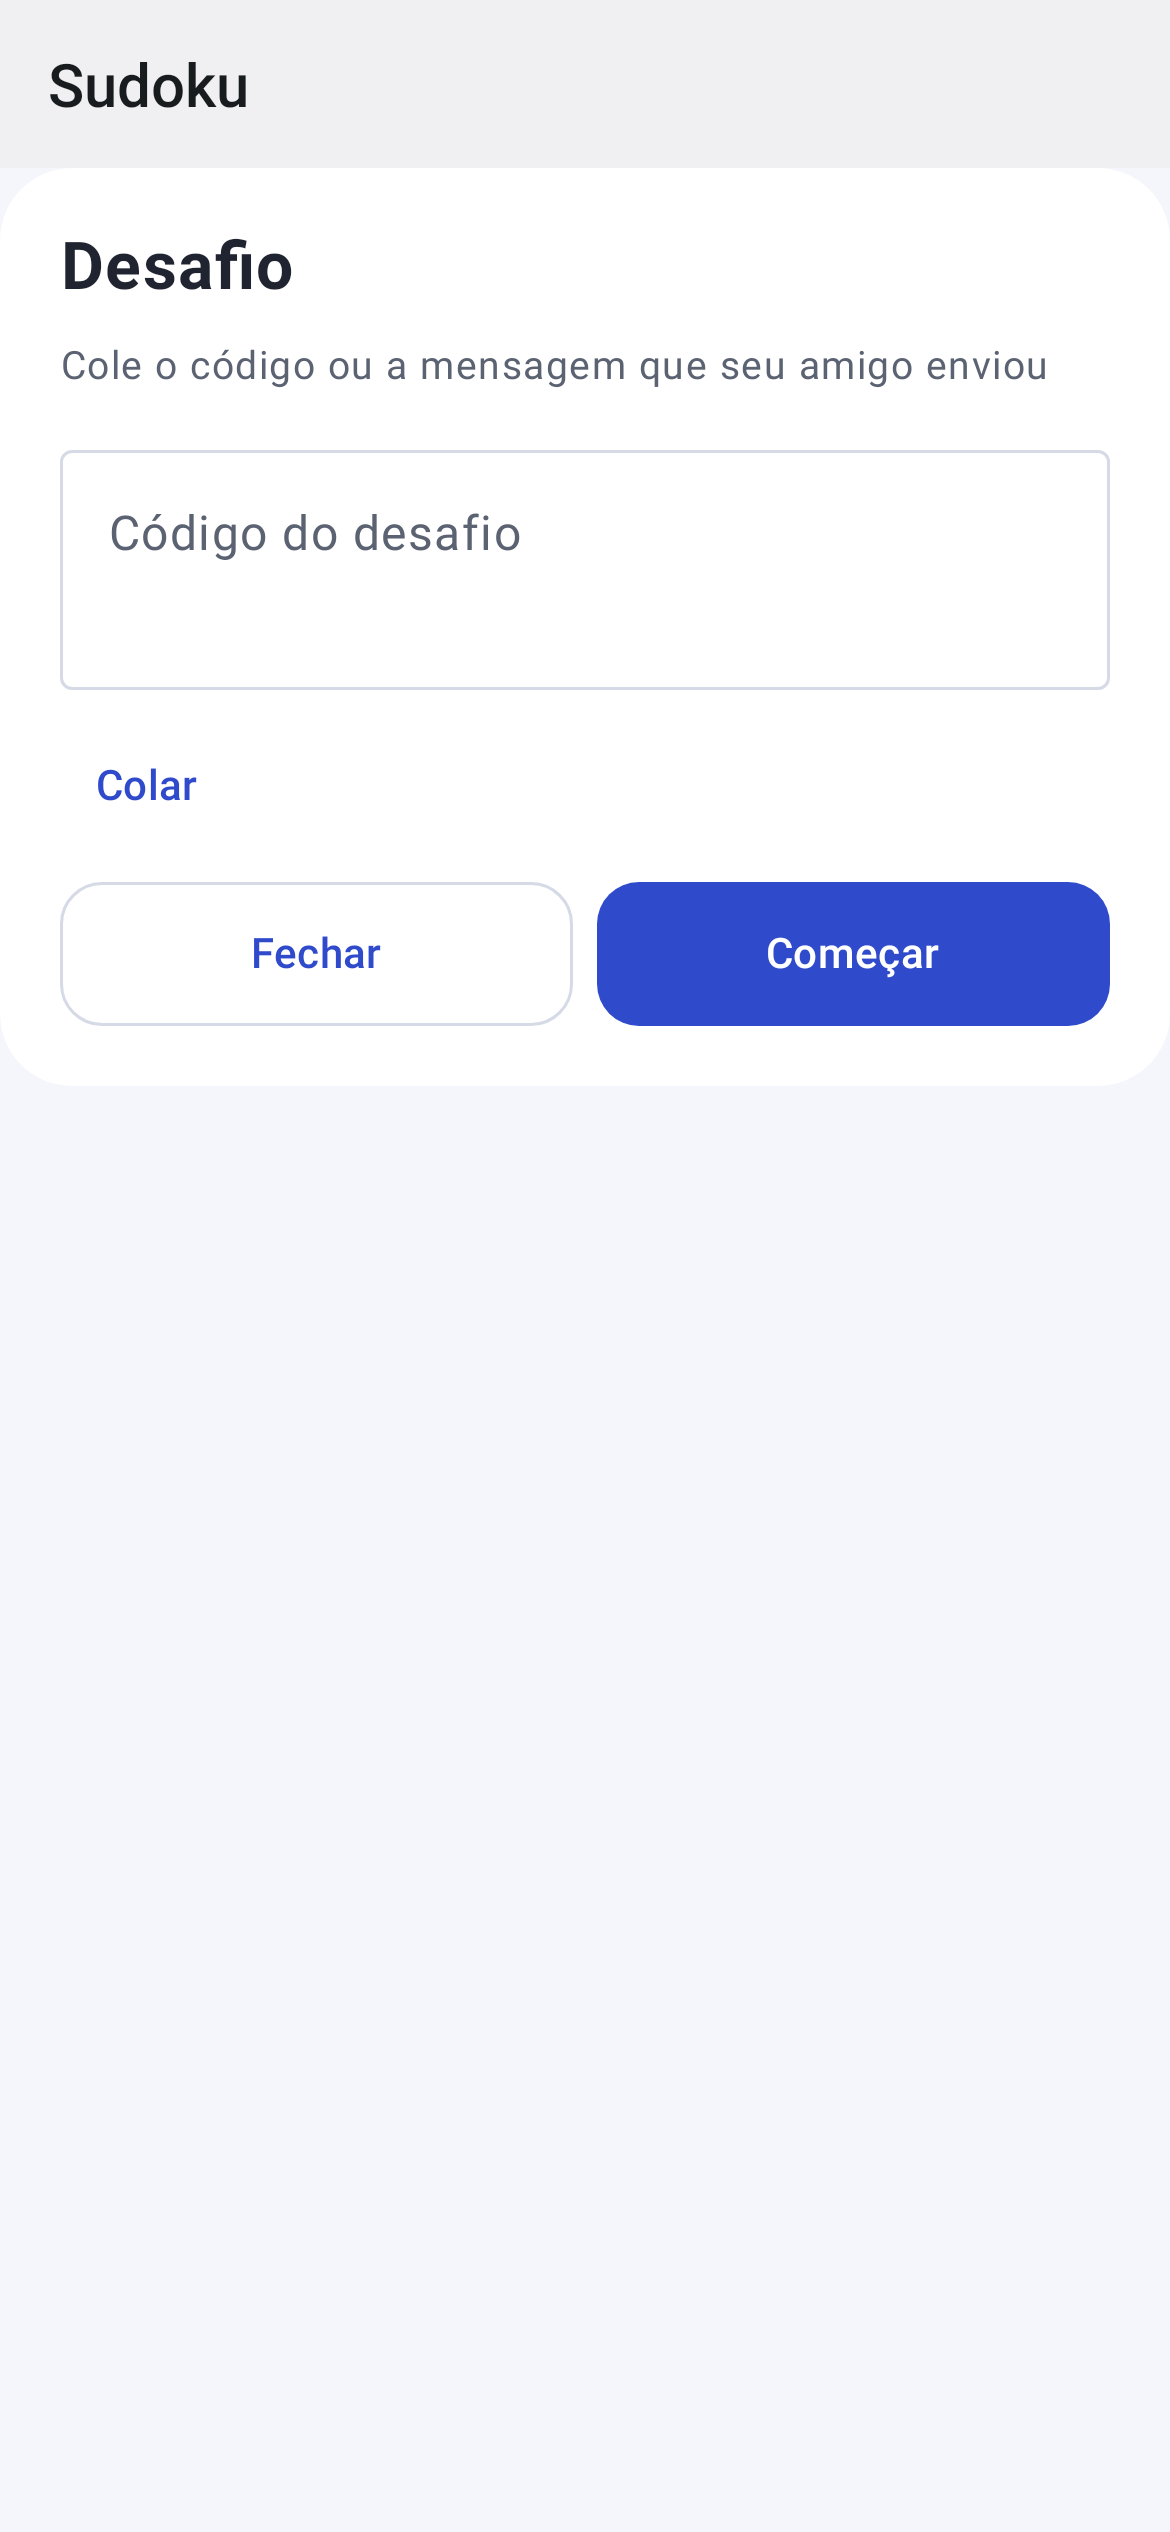 Sudoku
Desafio
Cole o código ou a mensagem que seu amigo enviou
Código do desafio
Colar
Fechar
Começar